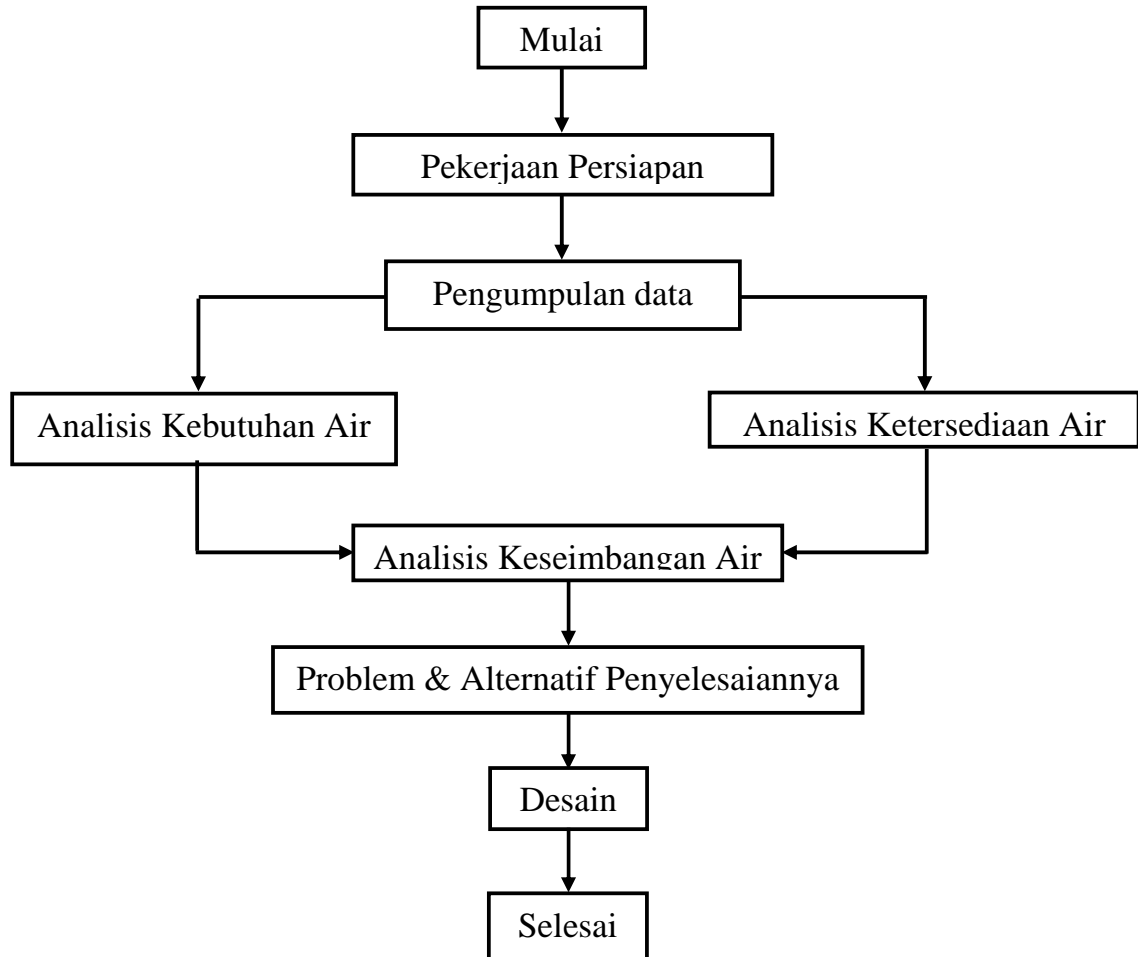 Mulai
Pekerjaan Persiapan
Pengumpulan data
Analisis Kebutuhan Air
Analisis Ketersediaan Air
Analisis Keseimbangan Air
Problem & Alternatif Penyelesaiannya
Desain
Selesai